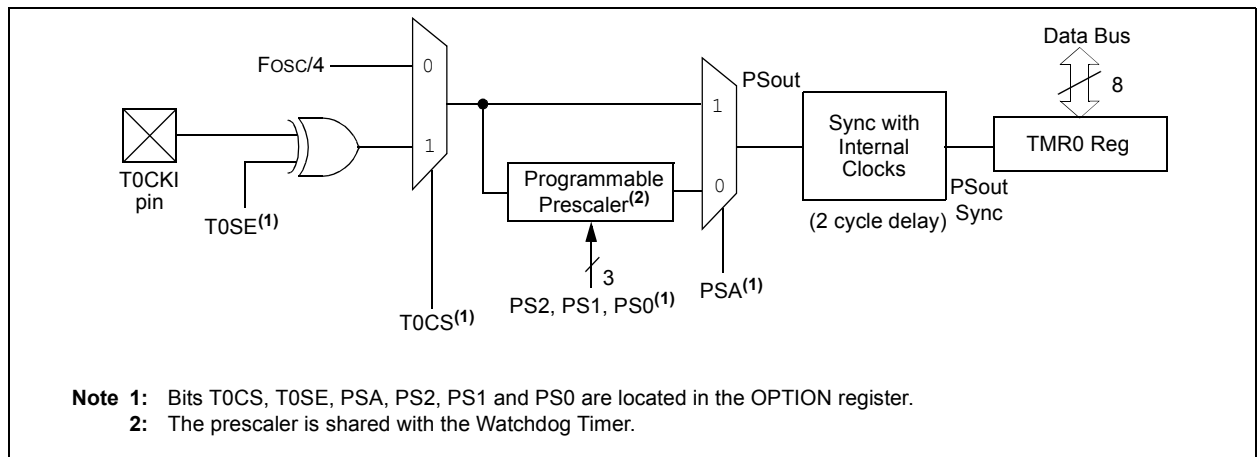 Data Bus
8
FOSC/4
0
PSout
1
T0CKI
pin
1
T0SE(1)
Programmable
Prescaler(2)
0
Sync with
Internal
Clocks
TMR0 Reg
PSout
Sync
(2 cycle delay)
3
PS2, PS1, PS0(1)
PSA(1)
T0CS(1)
Note 1: Bits T0CS, T0SE, PSA, PS2, PS1 and PS0 are located in the OPTION register.
2: The prescaler is shared with the Watchdog Timer.